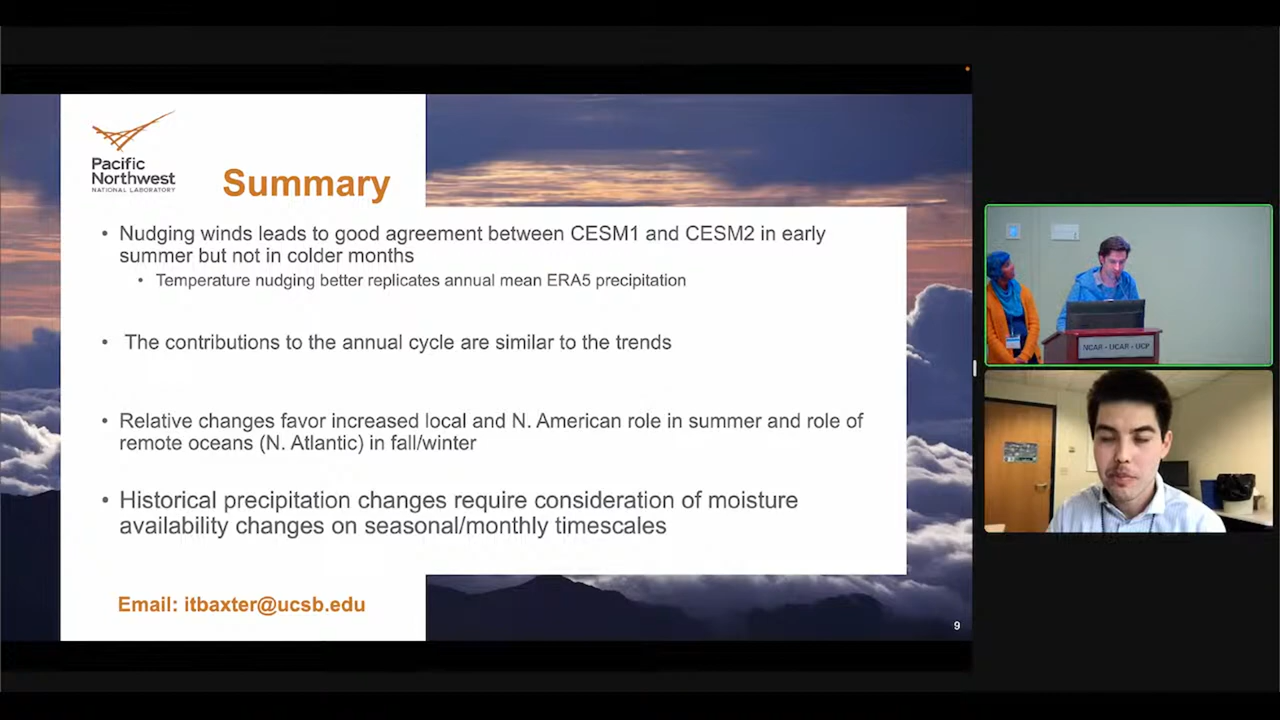 Pacific
Northwest
NATIONAL LABORATORY
Summary
• Nudging winds leads to good agreement between CESM1 and CESM2 in early
summer but not in colder months
• Temperature nudging better replicates annual mean ERA5 precipitation
• The contributions to the annual cycle are similar to the trends
• Relative changes favor increased local and N. American role in summer and role of
remote oceans (N. Atlantic) in fall/winter
• Historical precipitation changes require consideration of moisture
availability changes on seasonal/monthly timescales
Email: itbaxter@ucsb.edu
9
NCAR - UCAR - UCP